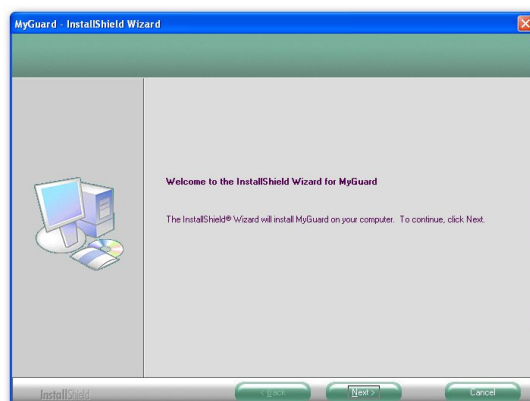 MyGuard - InstallShield Wizard
Welcome to the InstallShield Wizard for MyGuard
The InstallShield® Wizard will install MyGuard on your computer. To continue, click Next.
InstallShield
< Back
Next >
Cancel